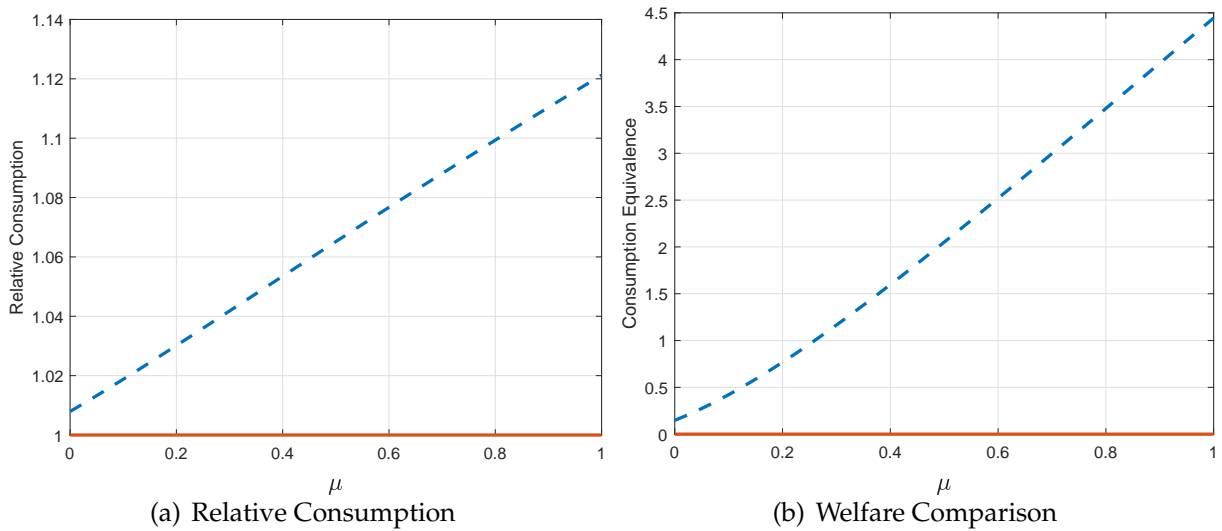 1.14
1.12
1.1
1.08
1.06
1.04
1.02
1
Relative Consumption
0 0.2 0.4 0.6 0.8 1
μ
(a) Relative Consumption
4.5
4
3.5
3
2.5
2
1.5
1
0.5
0
Consumption Equivalence
0 0.2 0.4 0.6 0.8 1
μ
(b) Welfare Comparison